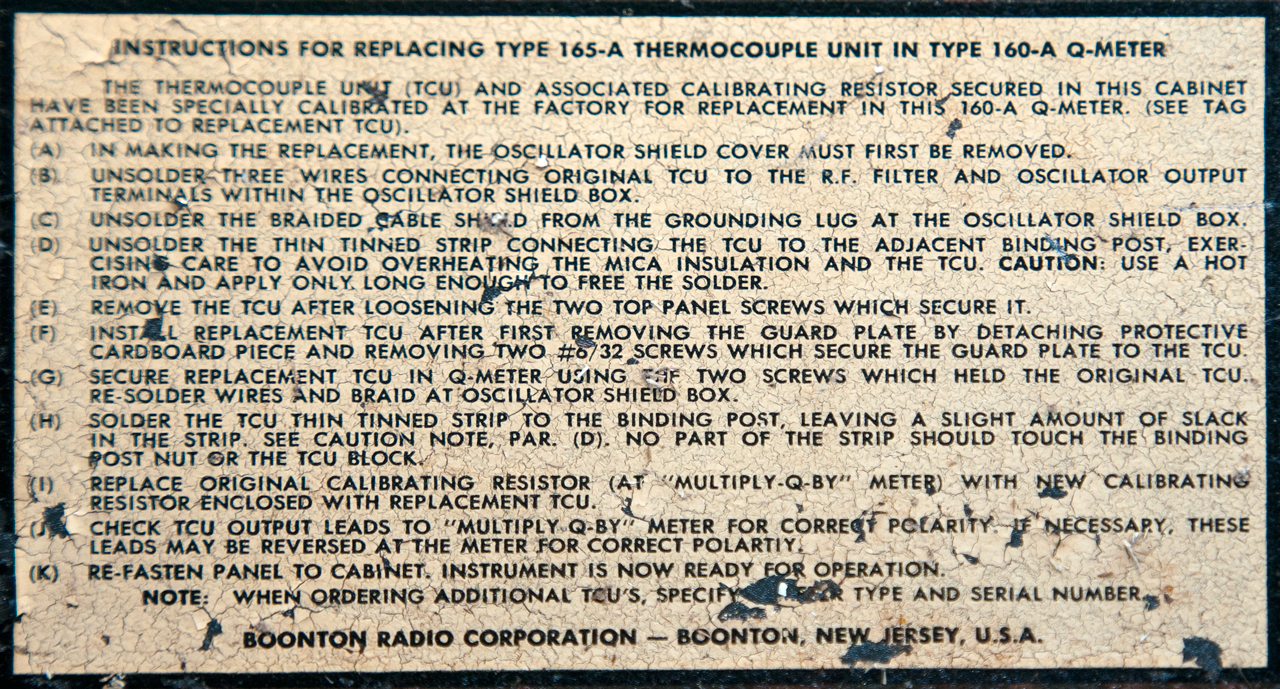 INSTRUCTIONS FOR REPLACING TYPE 165-A THERMOCOUPLE UNIT IN TYPE 160-A Q-METER
THE THERMOCOUPLE UNIT (TCU) AND ASSOCIATED CALIBRATING RESISTOR SECURED IN THIS CABINET
HAVE BEEN SPECIALLY CALIBRATED AT THE FACTORY FOR REPLACEMENT IN THIS 160-A Q-METER. (SEE TAG
ATTACHED TO REPLACEMENT TCU).
(A) IN MAKING THE REPLACEMENT, THE OSCILLATOR SHIELD COVER MUST FIRST BE REMOVED.
(B) UNSOLDER THREE WIRES CONNECTING ORIGINAL TCU TO THE R.F. FILTER AND OSCILLATOR OUTPUT
TERMINALS WITHIN THE OSCILLATOR SHIELD BOX.
(C) UNSOLDER THE BRAIDED CABLE SHIELD FROM THE GROUNDING LUG AT THE OSCILLATOR SHIELD BOX.
(D) UNSOLDER THE THIN TINNED STRIP CONNECTING THE TCU TO THE ADJACENT BINDING POST, EXER-
CISING CARE TO AVOID OVERHEATING THE MICA INSULATION AND THE TCU. CAUTION: USE A HOT
IRON AND APPLY ONLY LONG ENOUGH TO FREE THE SOLDER.
(E) REMOVE THE TCU AFTER LOOSENING THE TWO TOP PANEL SCREWS WHICH SECURE IT.
(F) INSTALL REPLACEMENT TCU AFTER FIRST REMOVING THE GUARD PLATE BY DETACHING PROTECTIVE
CARDBOARD PIECE AND REMOVING TWO #6/32 SCREWS WHICH SECURE THE GUARD PLATE TO THE TCU.
(G) SECURE REPLACEMENT TCU IN Q-METER USING THE TWO SCREWS WHICH HELD THE ORIGINAL TCU.
RE-SOLDER WIRES AND BRAID AT OSCILLATOR SHIELD BOX.
(H) SOLDER THE TCU THIN TINNED STRIP TO THE BINDING POST, LEAVING A SLIGHT AMOUNT OF SLACK
IN THE STRIP. SEE CAUTION NOTE, PAR. (D). NO PART OF THE STRIP SHOULD TOUCH THE BINDING
POST NUT OR THE TCU BLOCK.
(I) REPLACE ORIGINAL CALIBRATING RESISTOR (AT "MULTIPLY-Q-BY" METER) WITH NEW CALIBRATING
RESISTOR ENCLOSED WITH REPLACEMENT TCU.
(J) CHECK TCU OUTPUT LEADS TO "MULTIPLY Q-BY" METER FOR CORRECT POLARITY. IF NECESSARY, THESE
LEADS MAY BE REVERSED AT THE METER FOR CORRECT POLARTIY.
(K) RE-FASTEN PANEL TO CABINET. INSTRUMENT IS NOW READY FOR OPERATION.
NOTE: WHEN ORDERING ADDITIONAL TCU'S, SPECIFY TYPE AND SERIAL NUMBER.
BOONTON RADIO CORPORATION — BOONTON, NEW JERSEY, U.S.A.